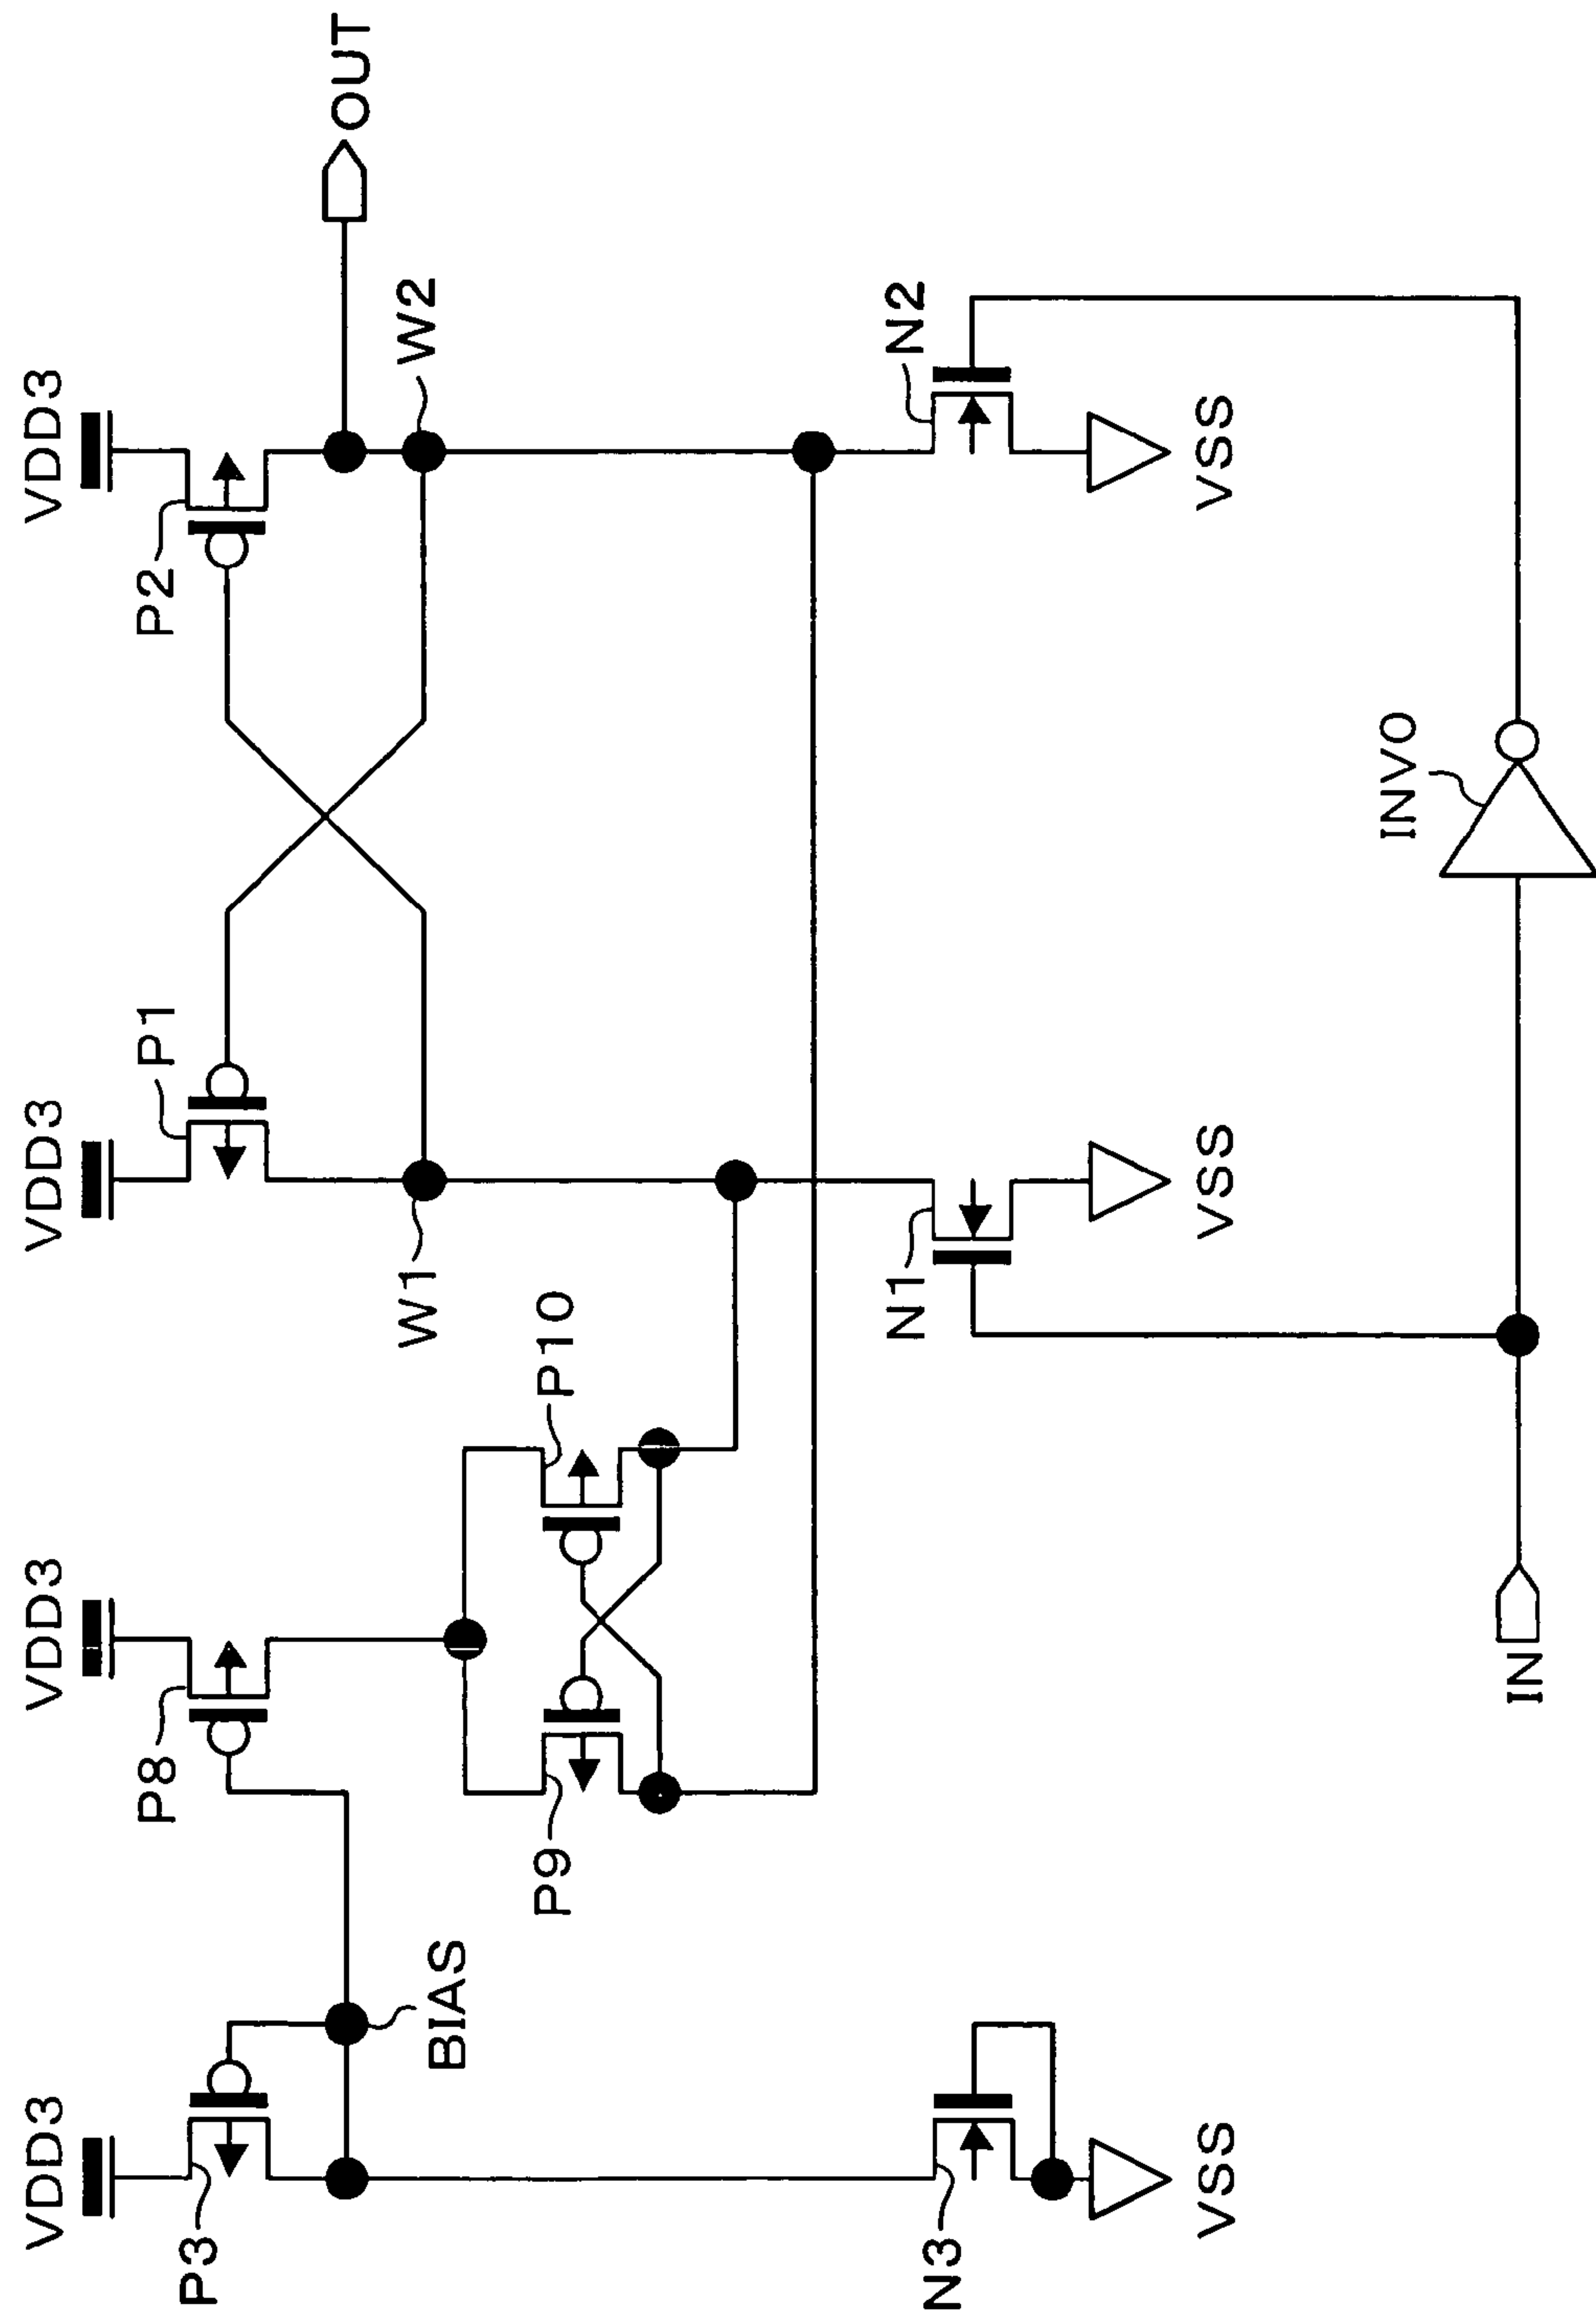 VDD3
VDD3
VDD3
VDD3
P3
P8
P1
P2
OUT
BIAS
W1
W2
P9
P10
N3
N1
N2
VSS
VSS
VSS
INV0
IN